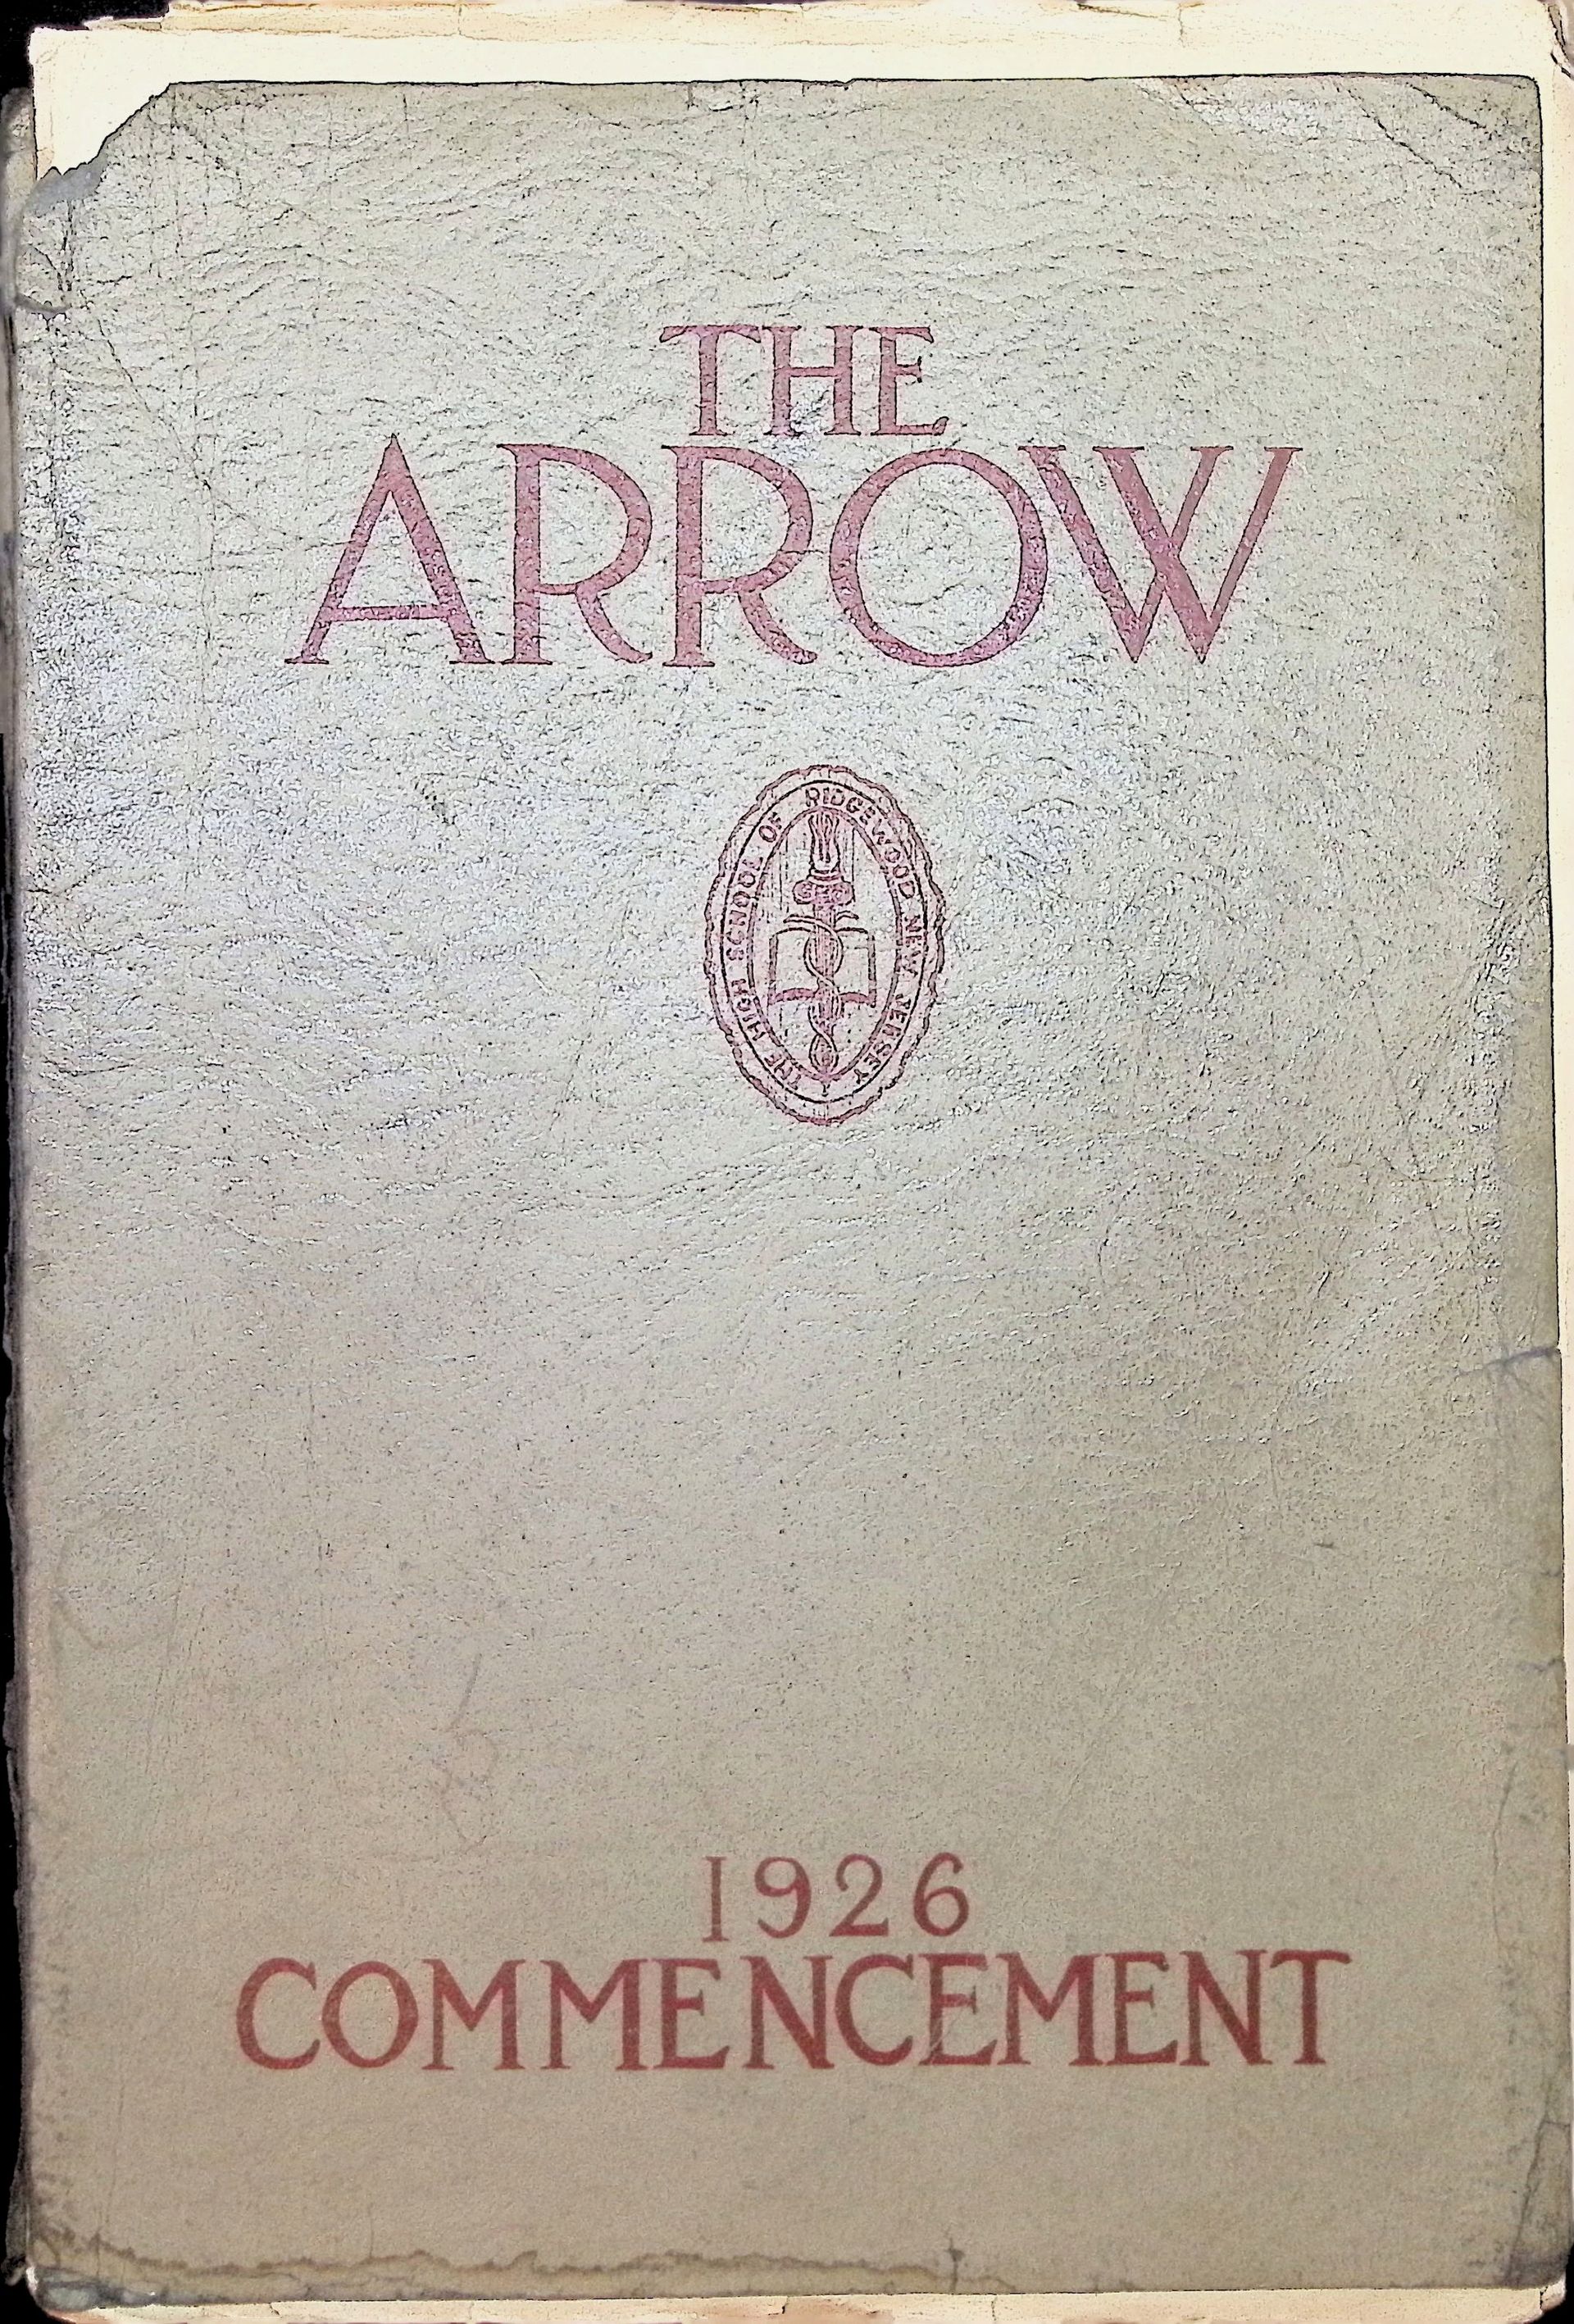 THE
ARROW
THE HIGH SCHOOL OF RIDGEWOOD NEW JERSEY
1926
COMMENCEMENT